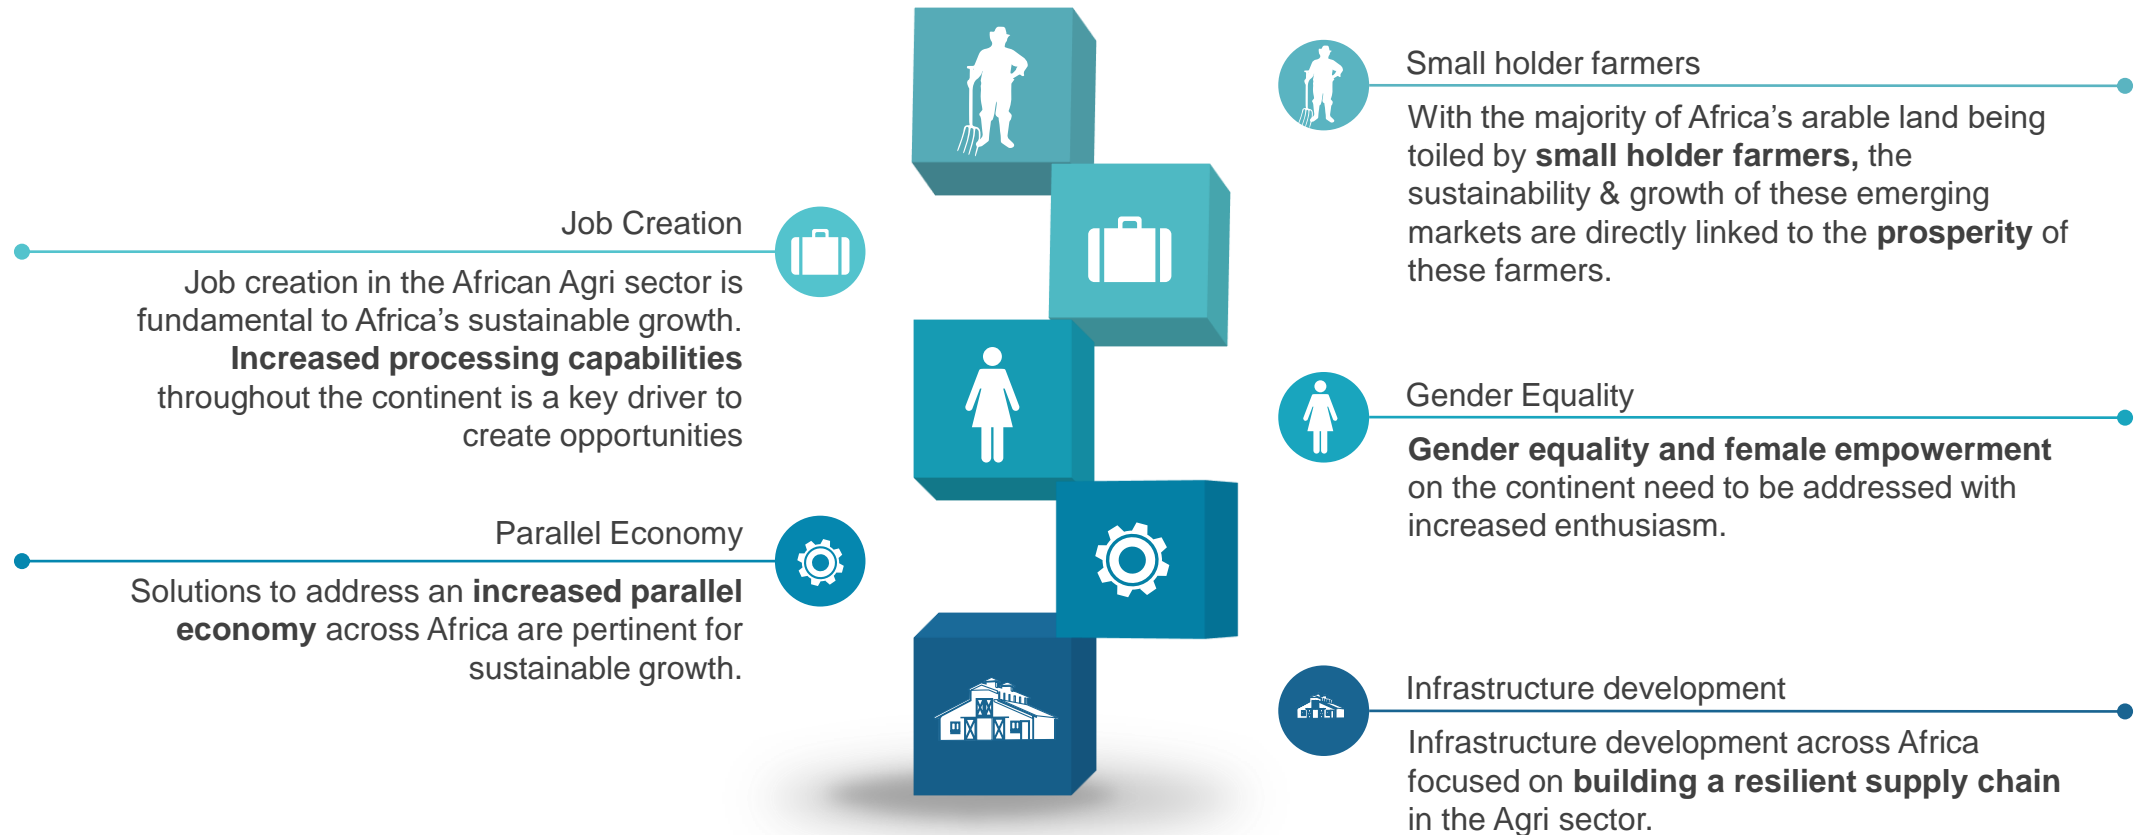 Small holder farmers
With the majority of Africa’s arable land being
toiled by small holder farmers, the
sustainability & growth of these emerging
markets are directly linked to the prosperity of
these farmers.
Job Creation
Job creation in the African Agri sector is
fundamental to Africa’s sustainable growth.
Increased processing capabilities
throughout the continent is a key driver to
create opportunities
Gender Equality
Gender equality and female empowerment
on the continent need to be addressed with
increased enthusiasm.
Parallel Economy
Solutions to address an increased parallel
economy across Africa are pertinent for
sustainable growth.
Infrastructure development
Infrastructure development across Africa
focused on building a resilient supply chain
in the Agri sector.